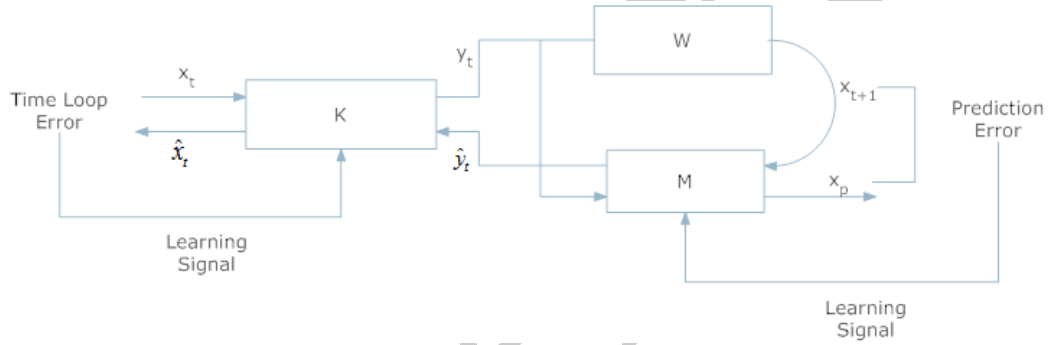 W
y_t
x_t
x_{t+1}
Time Loop
Error
K
Prediction
Error
x̂_t
ŷ_t
M
x_p
Learning
Signal
Learning
Signal